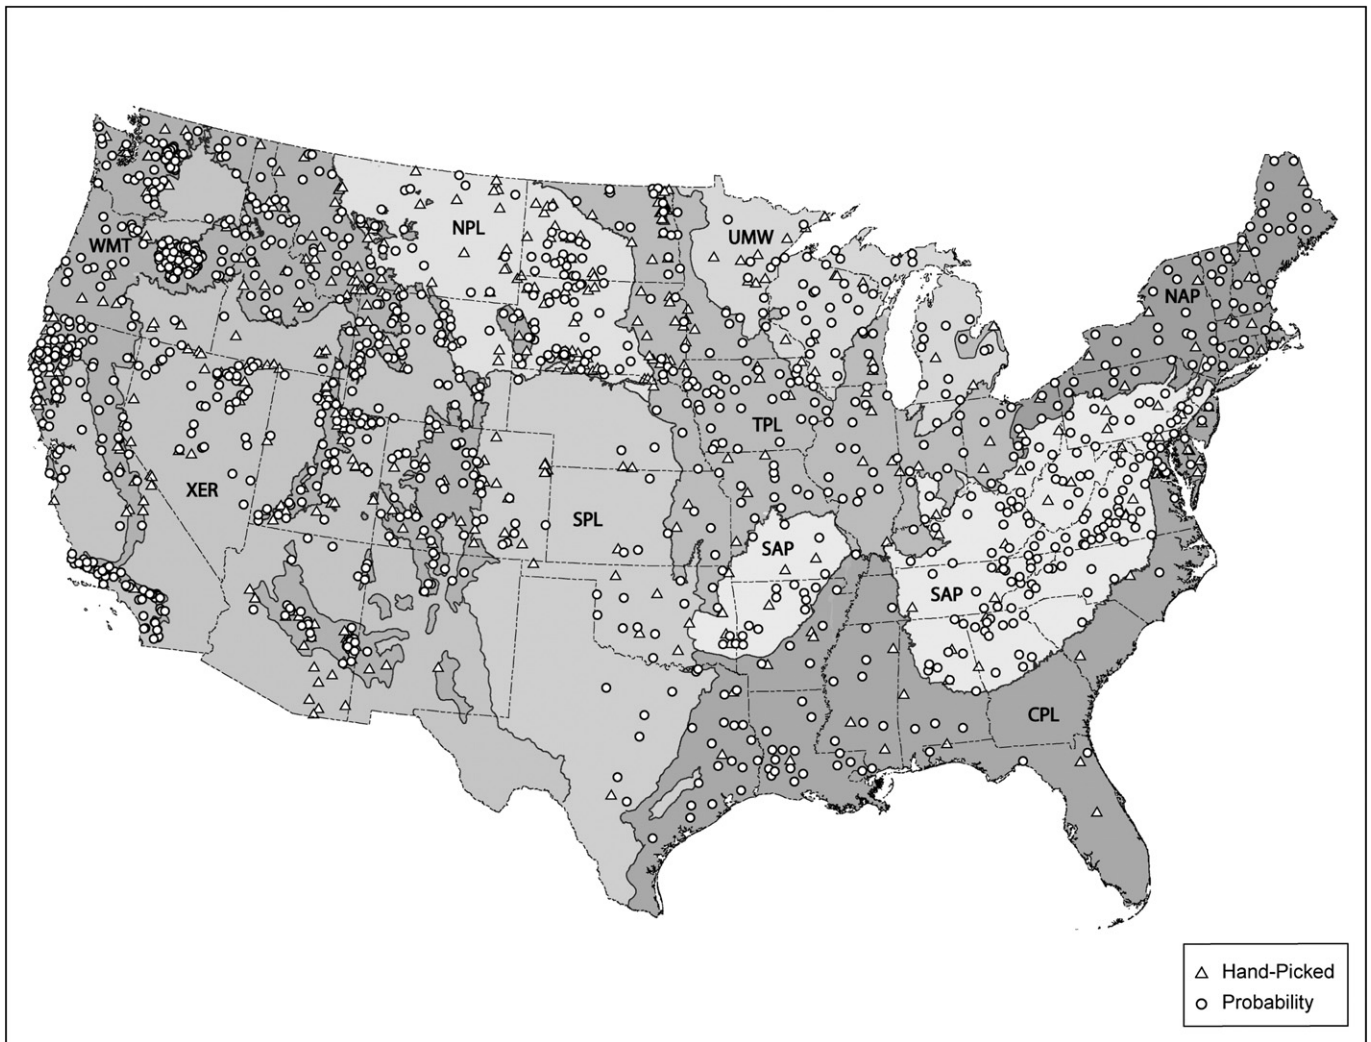 NPL
UMW
WMT
NAP
TPL
XER
SPL
SAP
SAP
CPL
Hand-Picked
Probability